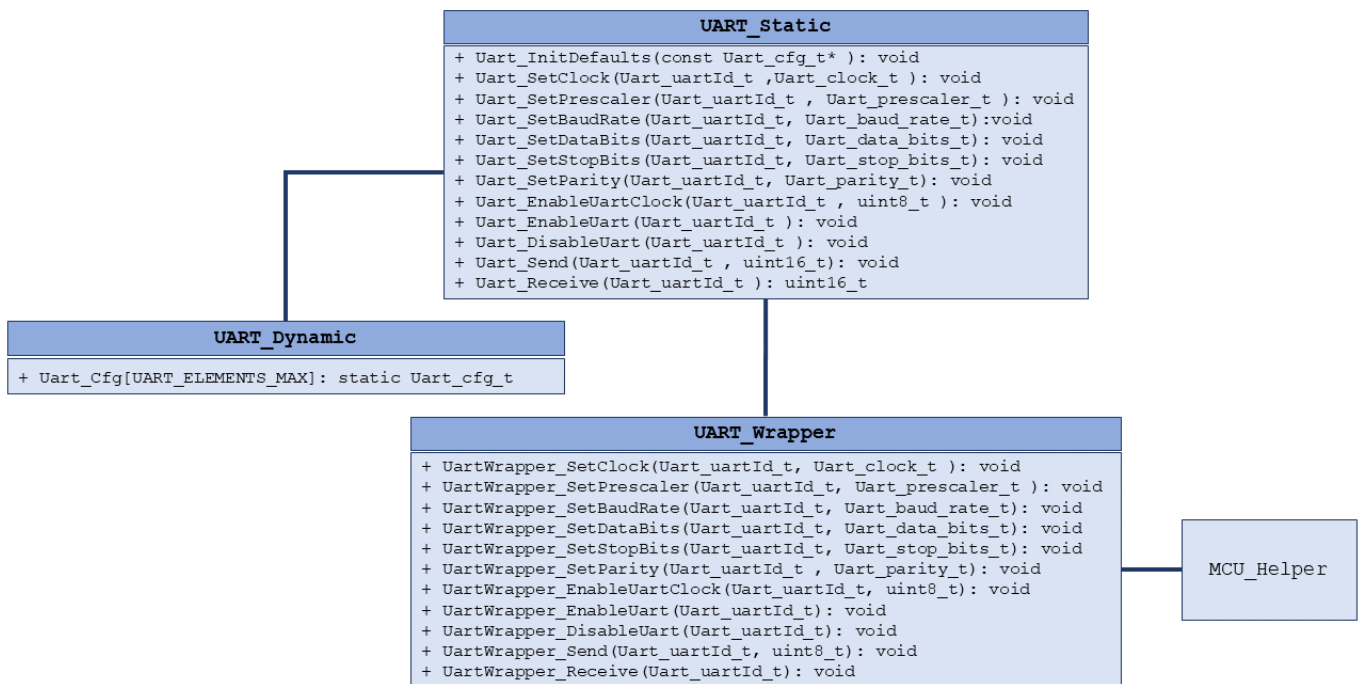 UART_Static
+ Uart_InitDefaults(const Uart_cfg_t* ): void
+ Uart_SetClock(Uart_uartId_t ,Uart_clock_t ): void
+ Uart_SetPrescaler(Uart_uartId_t , Uart_prescaler_t ): void
+ Uart_SetBaudRate(Uart_uartId_t, Uart_baud_rate_t):void
+ Uart_SetDataBits(Uart_uartId_t, Uart_data_bits_t): void
+ Uart_SetStopBits(Uart_uartId_t, Uart_stop_bits_t): void
+ Uart_SetParity(Uart_uartId_t, Uart_parity_t): void
+ Uart_EnableUartClock(Uart_uartId_t , uint8_t ): void
+ Uart_EnableUart(Uart_uartId_t ): void
+ Uart_DisableUart(Uart_uartId_t ): void
+ Uart_Send(Uart_uartId_t , uint16_t): void
+ Uart_Receive(Uart_uartId_t ): uint16_t
UART_Dynamic
+ Uart_Cfg[UART_ELEMENTS_MAX]: static Uart_cfg_t
UART_Wrapper
+ UartWrapper_SetClock(Uart_uartId_t, Uart_clock_t ): void
+ UartWrapper_SetPrescaler(Uart_uartId_t, Uart_prescaler_t ): void
+ UartWrapper_SetBaudRate(Uart_uartId_t, Uart_baud_rate_t): void
+ UartWrapper_SetDataBits(Uart_uartId_t, Uart_data_bits_t): void
+ UartWrapper_SetStopBits(Uart_uartId_t, Uart_stop_bits_t): void
+ UartWrapper_SetParity(Uart_uartId_t , Uart_parity_t): void
+ UartWrapper_EnableUartClock(Uart_uartId_t, uint8_t): void
+ UartWrapper_EnableUart(Uart_uartId_t): void
+ UartWrapper_DisableUart(Uart_uartId_t): void
+ UartWrapper_Send(Uart_uartId_t, uint8_t): void
+ UartWrapper_Receive(Uart_uartId_t): void
MCU_Helper